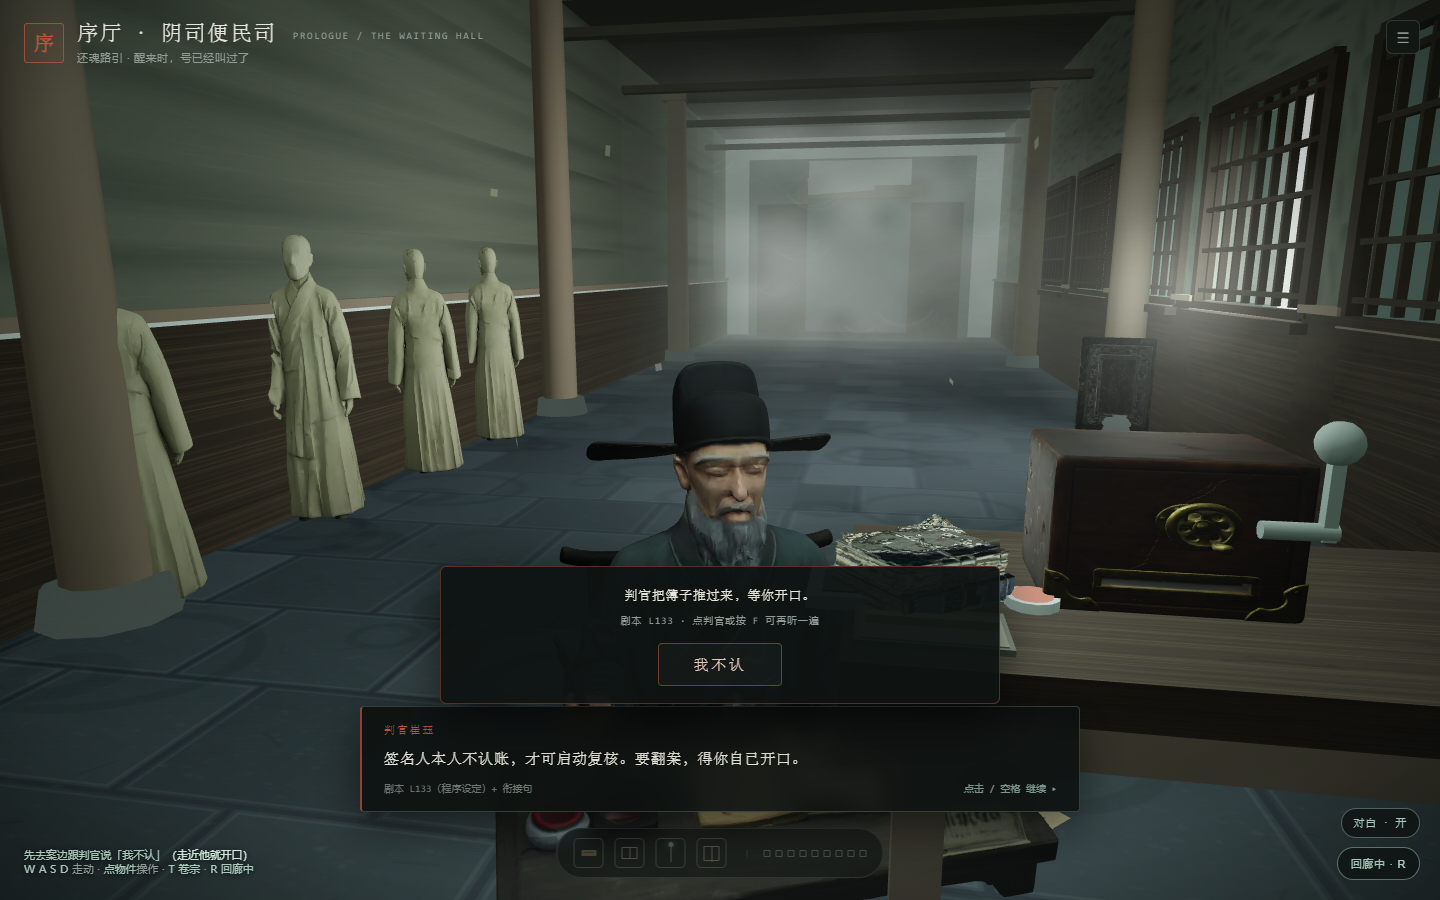 序
序厅 · 阴司便民司 PROLOGUE / THE WAITING HALL
还魂路引 · 醒来时，号已经叫过了
判官把簿子推过来，等你开口。
剧本 L133 · 点判官或按 F 可再听一遍
我不认
判官崔珏
签名人本人不认账，才可启动复核。要翻案，得你自己开口。
剧本 L133（程序设定）+ 衔接句
点击 / 空格 继续 ▸
对白 · 开
先去案边跟判官说「我不认」（走近他就开口）
W A S D 走动 · 点物件操作 · T 卷宗 · R 回廊中
回廊中 · R